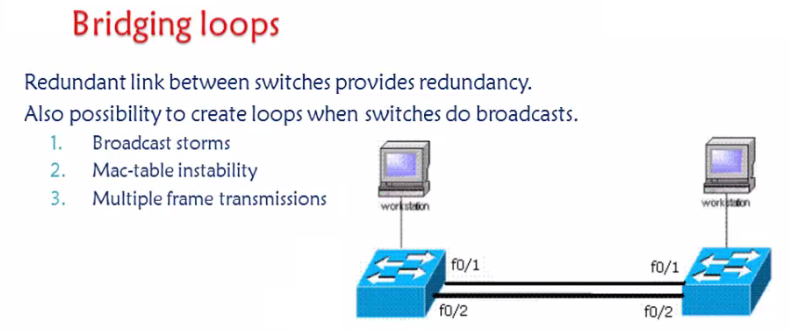 Bridging loops
Redundant link between switches provides redundancy.
Also possibility to create loops when switches do broadcasts.
1. Broadcast storms
2. Mac-table instability
3. Multiple frame transmissions
workstation
workstation
f0/1
f0/1
f0/2
f0/2